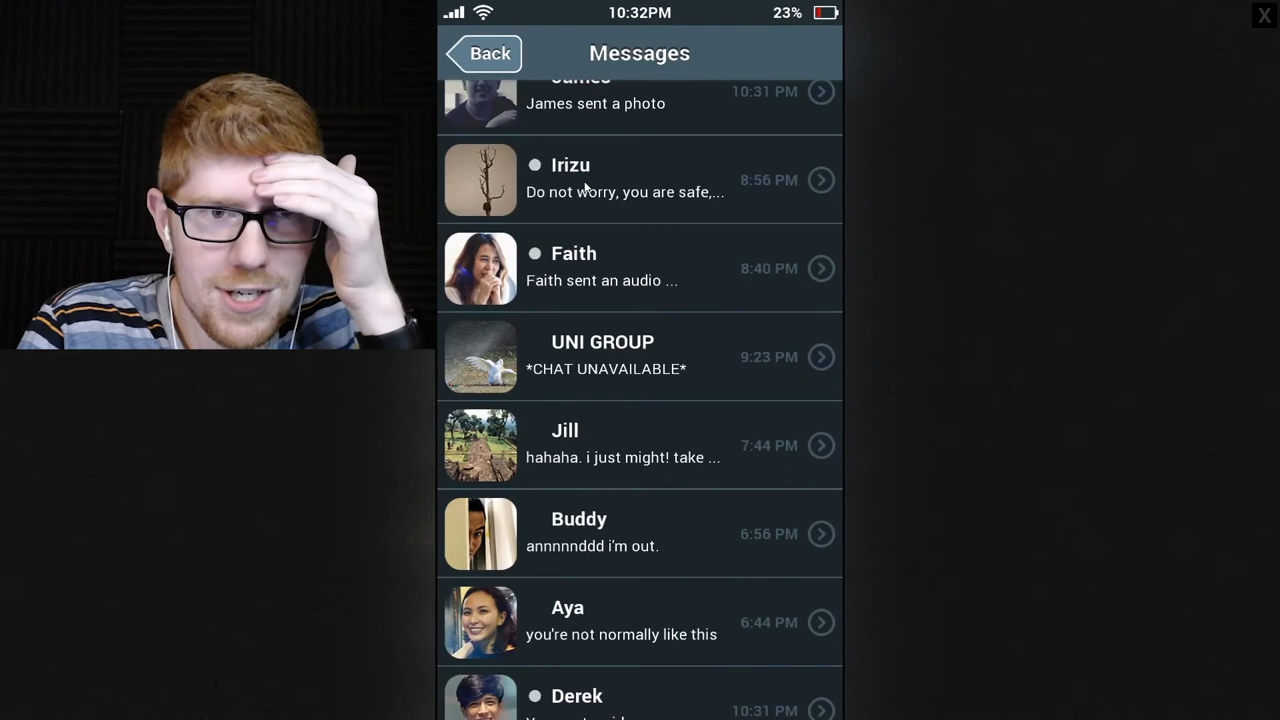 10:32PM
23%
X
Back
Messages
James
10:31 PM
James sent a photo
Irizu
8:56 PM
Do not worry, you are safe,...
Faith
8:40 PM
Faith sent an audio ...
UNI GROUP
9:23 PM
*CHAT UNAVAILABLE*
Jill
7:44 PM
hahaha. i just might! take ...
Buddy
6:56 PM
annnnnddd i'm out.
Aya
6:44 PM
you're not normally like this
Derek
10:31 PM